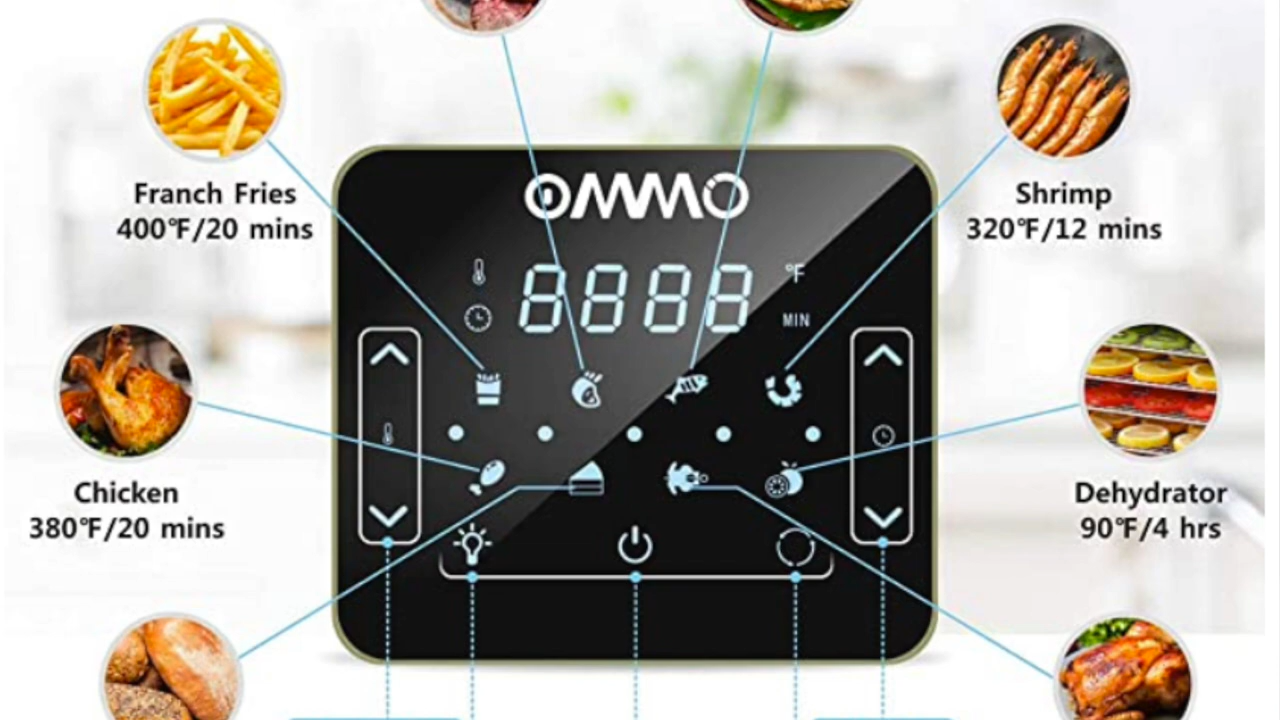 Franch Fries
400°F/20 mins
Shrimp
320°F/12 mins
OMMO
8888
°F
MIN
Chicken
380°F/20 mins
Dehydrator
90°F/4 hrs